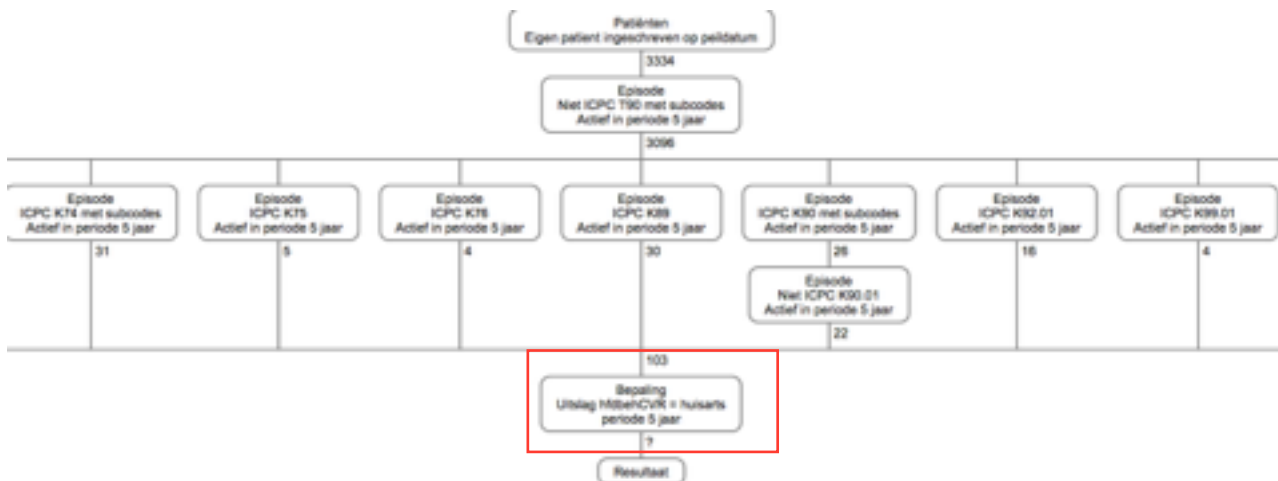 Patiënten
Eigen patient ingeschreven op peildatum
3334
Episode
Niet ICPC T90 met subcodes
Actief in periode 5 jaar
3096
Episode
ICPC K74 met subcodes
Actief in periode 5 jaar
31
Episode
ICPC K75
Actief in periode 5 jaar
5
Episode
ICPC K76
Actief in periode 5 jaar
4
Episode
ICPC K89
Actief in periode 5 jaar
30
Episode
ICPC K90 met subcodes
Actief in periode 5 jaar
26
Episode
Niet ICPC K90.01
Actief in periode 5 jaar
22
Episode
ICPC K92.01
Actief in periode 5 jaar
16
Episode
ICPC K99.01
Actief in periode 5 jaar
4
103
Bepaling
Uitslag hfdbehCVR = huisarts
periode 5 jaar
?
Resultaat